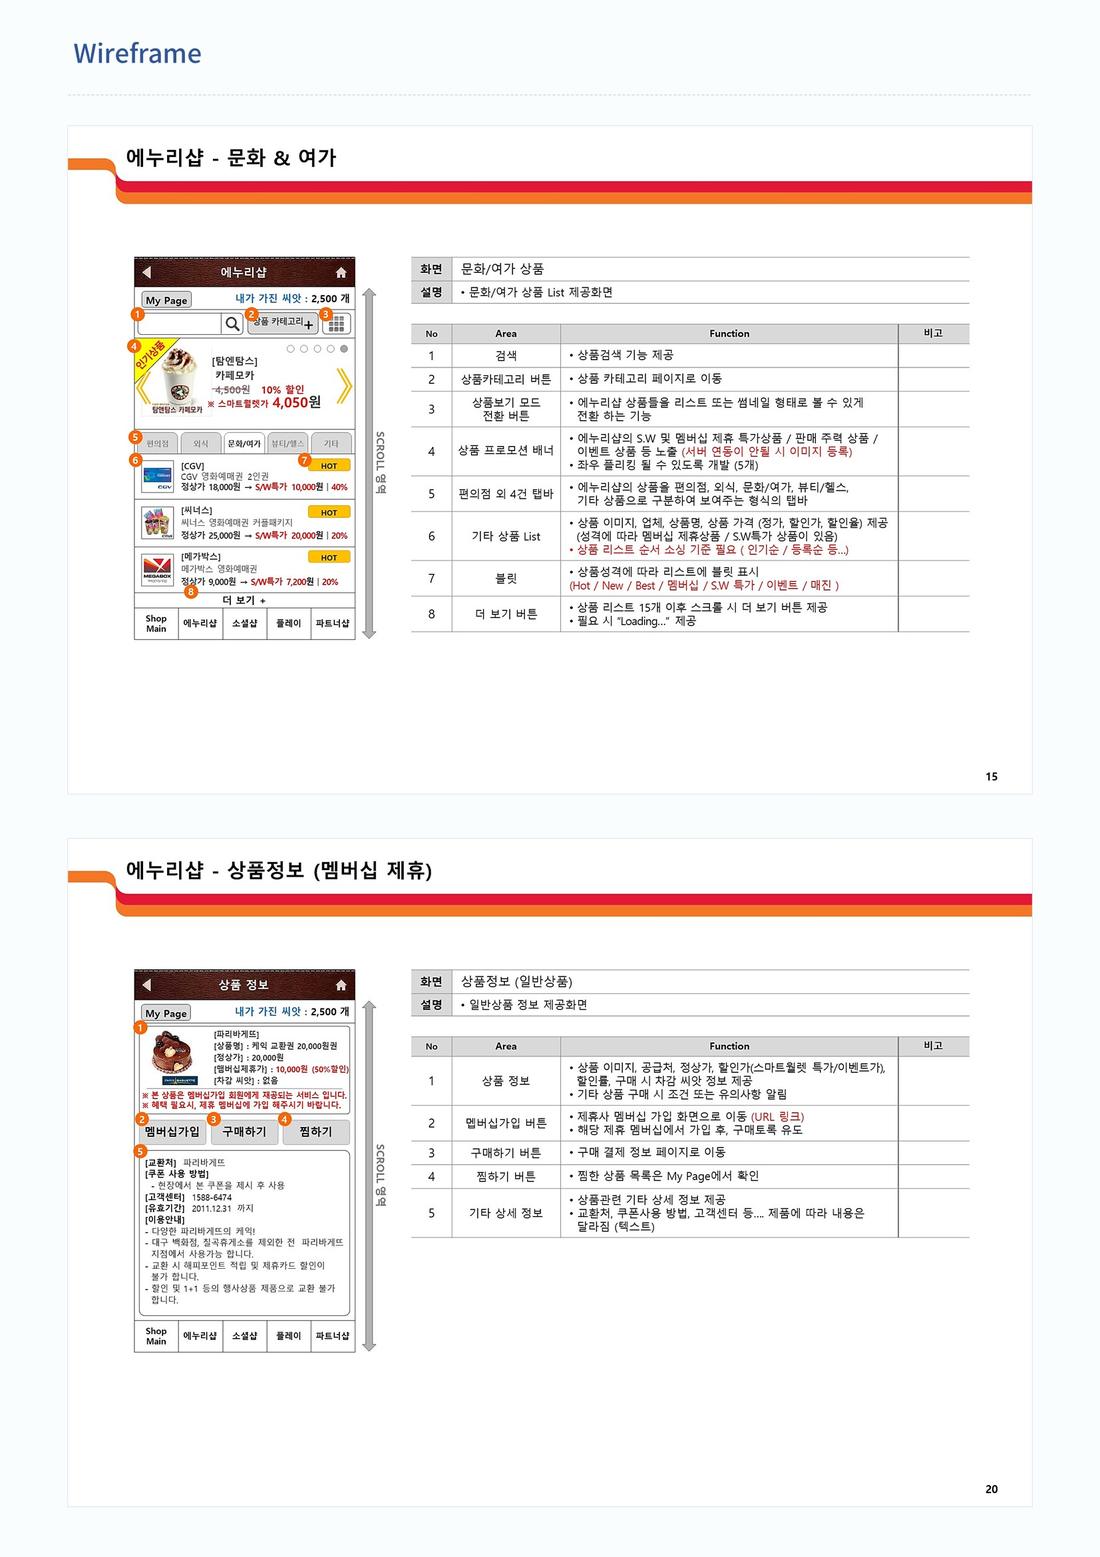 Wireframe
에누리샵 - 문화 & 여가
에누리샵
My Page
내가 가진 씨앗 : 2,500 개
1
2
상품 카테고리+
3
4
인기상품
[탐앤탐스]
카페모카
4,500원 10% 할인
※ 스마트월렛가 4,050원
탐앤탐스 카페모카
5
편의점
외식
문화/여가
뷰티/헬스
기타
6
7
[CGV]
HOT
CGV 영화예매권 2인권
정상가 18,000원 → S/W특가 10,000원 | 40%
CGV
[씨너스]
HOT
씨너스 영화예매권 커플패키지
정상가 25,000원 → S/W특가 20,000원 | 20%
[메가박스]
HOT
메가박스 영화예매권
정상가 9,000원 → S/W특가 7,200원 | 20%
MEGABOX
8
더 보기 +
Shop
Main
에누리샵
소셜샵
플레이
파트너샵
SCROLL 영역
화면 문화/여가 상품
설명 • 문화/여가 상품 List 제공화면
No Area Function 비고
1 검색 • 상품검색 기능 제공
2 상품카테고리 버튼 • 상품 카테고리 페이지로 이동
3 상품보기 모드
전환 버튼
• 에누리샵 상품들을 리스트 또는 썸네일 형태로 볼 수 있게
전환 하는 기능
4 상품 프로모션 배너
• 에누리샵의 S.W 및 멤버십 제휴 특가상품 / 판매 주력 상품 /
이벤트 상품 등 노출 (서버 연동이 안될 시 이미지 등록)
• 좌우 플리킹 될 수 있도록 개발 (5개)
5 편의점 외 4건 탭바
• 에누리샵의 상품을 편의점, 외식, 문화/여가, 뷰티/헬스,
기타 상품으로 구분하여 보여주는 형식의 탭바
6 기타 상품 List
• 상품 이미지, 업체, 상품명, 상품 가격 (정가, 할인가, 할인율) 제공
(성격에 따라 멤버십 제휴상품 / S.W특가 상품이 있음)
• 상품 리스트 순서 소싱 기준 필요 ( 인기순 / 등록순 등…)
7 블릿
• 상품성격에 따라 리스트에 블릿 표시
(Hot / New / Best / 멤버십 / S.W 특가 / 이벤트 / 매진 )
8 더 보기 버튼
• 상품 리스트 15개 이후 스크롤 시 더 보기 버튼 제공
• 필요 시 “Loading…” 제공
15
에누리샵 - 상품정보 (멤버십 제휴)
상품 정보
My Page
내가 가진 씨앗 : 2,500 개
1
[파리바게뜨]
[상품명] : 케익 교환권 20,000원권
[정상가] : 20,000원
[멤버십제휴가] : 10,000원 (50%할인)
[차감 씨앗] : 없음
※ 본 상품은 멤버십가입 회원에게 제공되는 서비스 입니다.
※ 혜택 필요시, 제휴 멤버십에 가입 해주시기 바랍니다.
2
멤버십가입
3
구매하기
4
찜하기
5
[교환처] 파리바게뜨
[쿠폰 사용 방법]
- 현장에서 본 쿠폰을 제시 후 사용
[고객센터] 1588-6474
[유효기간] 2011.12.31 까지
[이용안내]
- 다양한 파리바게뜨의 케익!
- 대구 백화점, 칠곡휴게소를 제외한 전 파리바게뜨
지점에서 사용가능 합니다.
- 교환 시 해피포인트 적립 및 제휴카드 할인이
불가 합니다.
- 할인 및 1+1 등의 행사상품 제품으로 교환 불가
합니다.
Shop
Main
에누리샵
소셜샵
플레이
파트너샵
SCROLL 영역
화면 상품정보 (일반상품)
설명 • 일반상품 정보 제공화면
No Area Function 비고
1 상품 정보
• 상품 이미지, 공급처, 정상가, 할인가(스마트월렛 특가/이벤트가),
할인률, 구매 시 차감 씨앗 정보 제공
• 기타 상품 구매 시 조건 또는 유의사항 알림
2 멥버십가입 버튼
• 제휴사 멤버십 가입 화면으로 이동 (URL 링크)
• 해당 제휴 멤버십에서 가입 후, 구매토록 유도
3 구매하기 버튼 • 구매 결제 정보 페이지로 이동
4 찜하기 버튼 • 찜한 상품 목록은 My Page에서 확인
5 기타 상세 정보
• 상품관련 기타 상세 정보 제공
• 교환처, 쿠폰사용 방법, 고객센터 등…. 제품에 따라 내용은
달라짐 (텍스트)
20